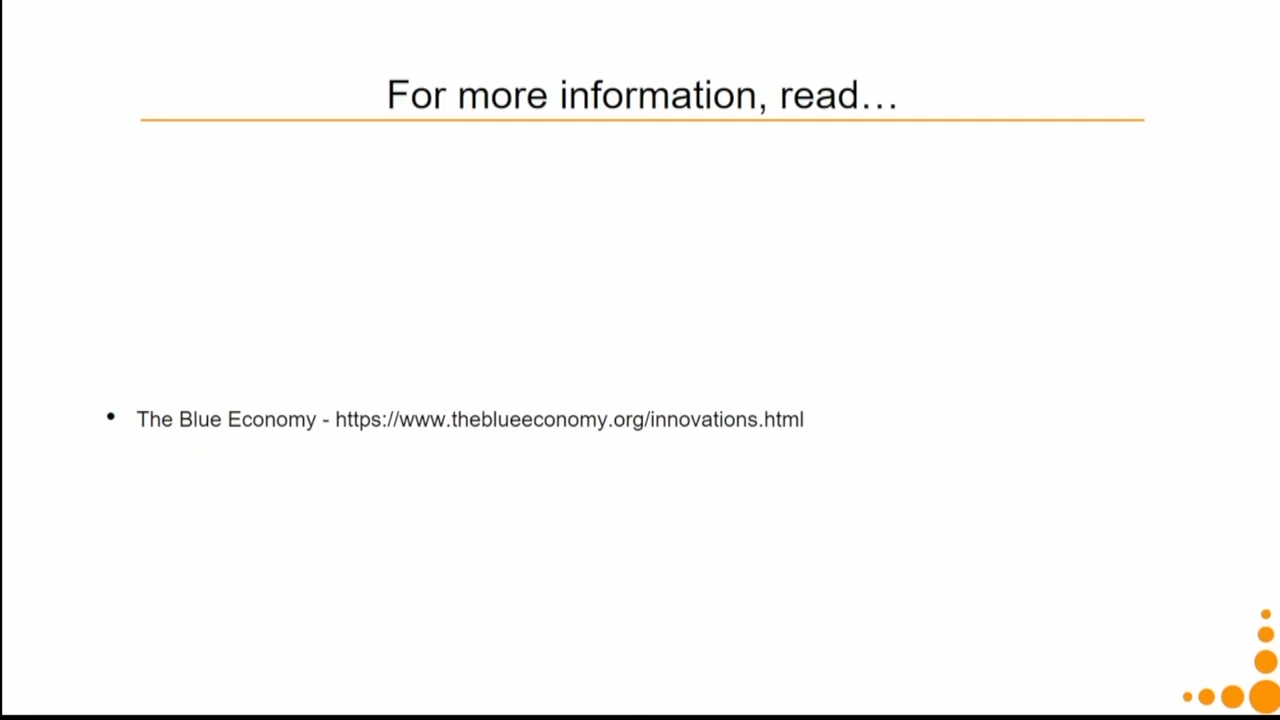 For more information, read…
• The Blue Economy - https://www.theblueeconomy.org/innovations.html